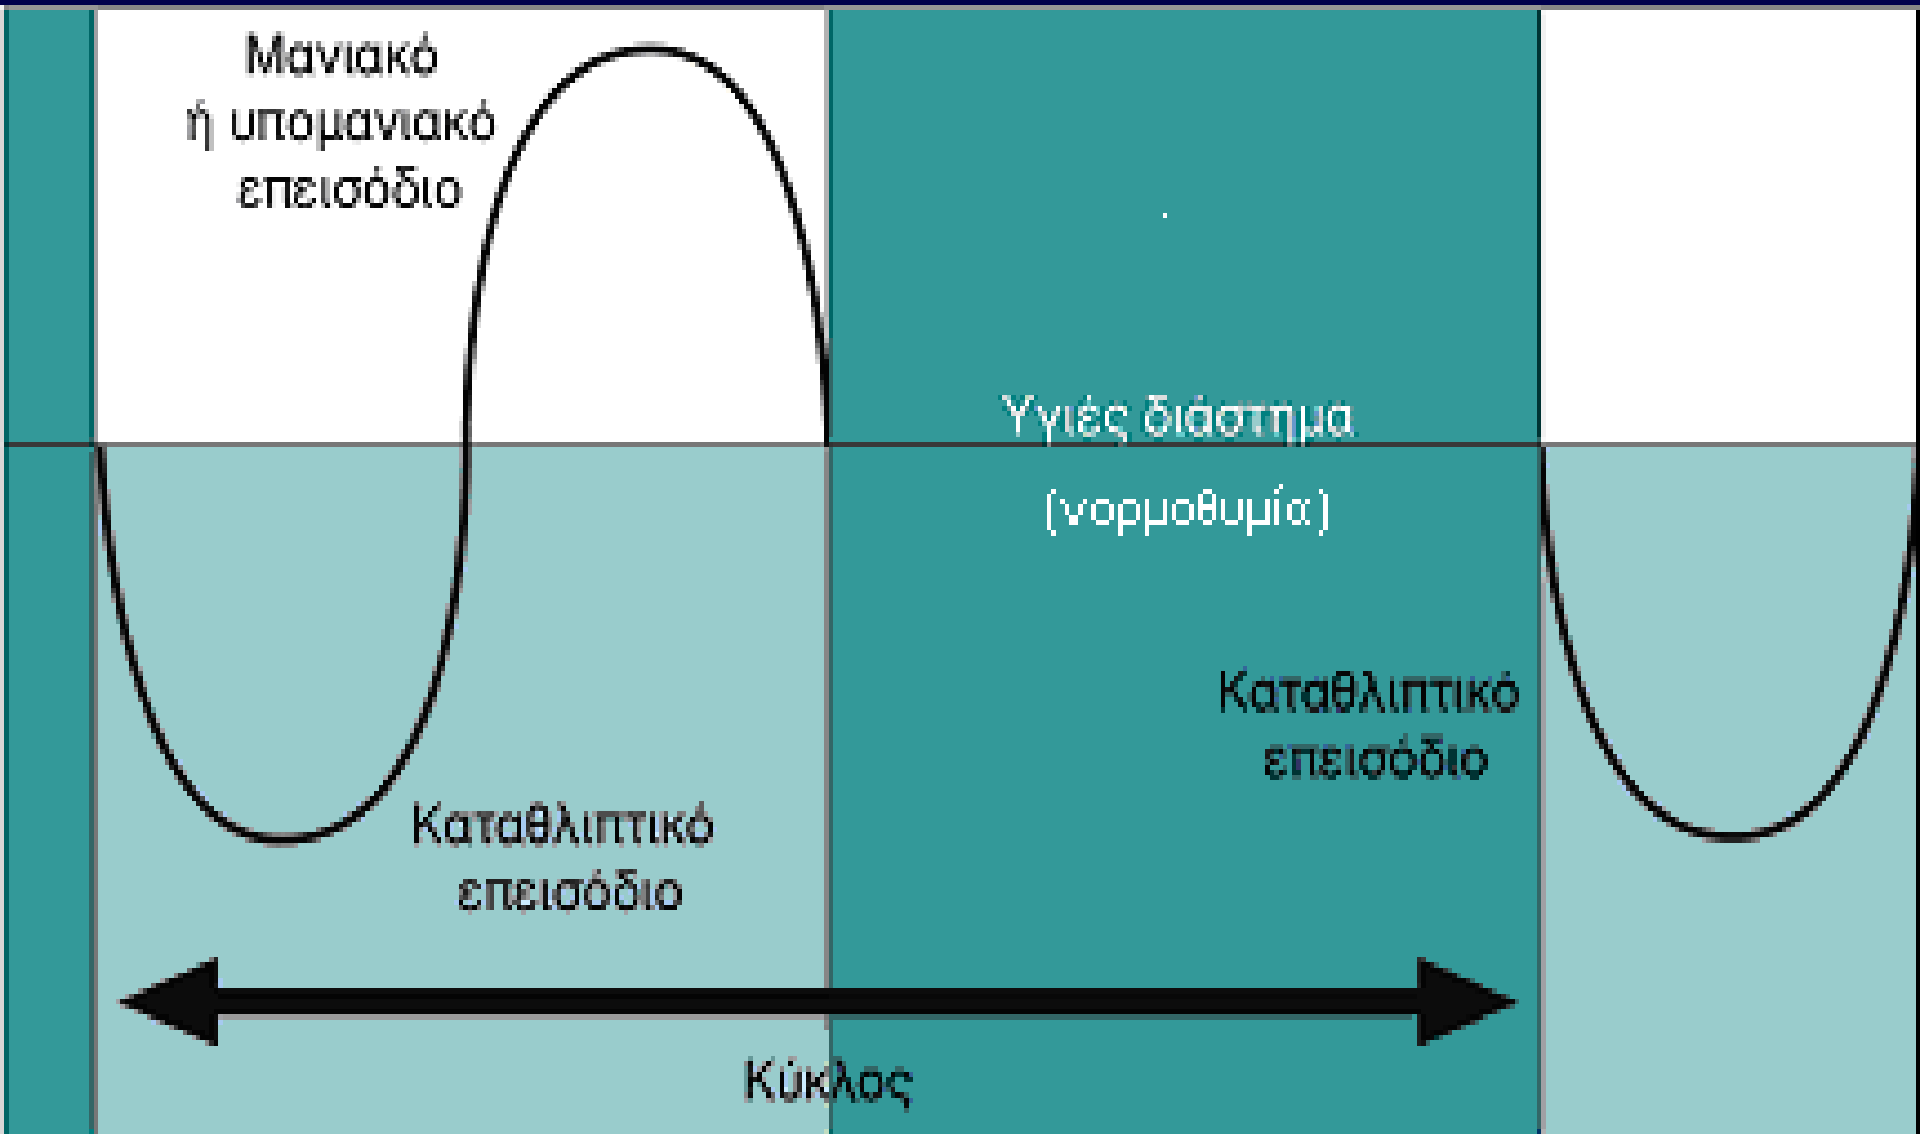 Μανιακό
ή υπομανιακό
επεισόδιο
Υγιές διάστημα
(νορμοθυμία)
Καταθλιπτικό
επεισόδιο
Καταθλιπτικό
επεισόδιο
Κύκλος